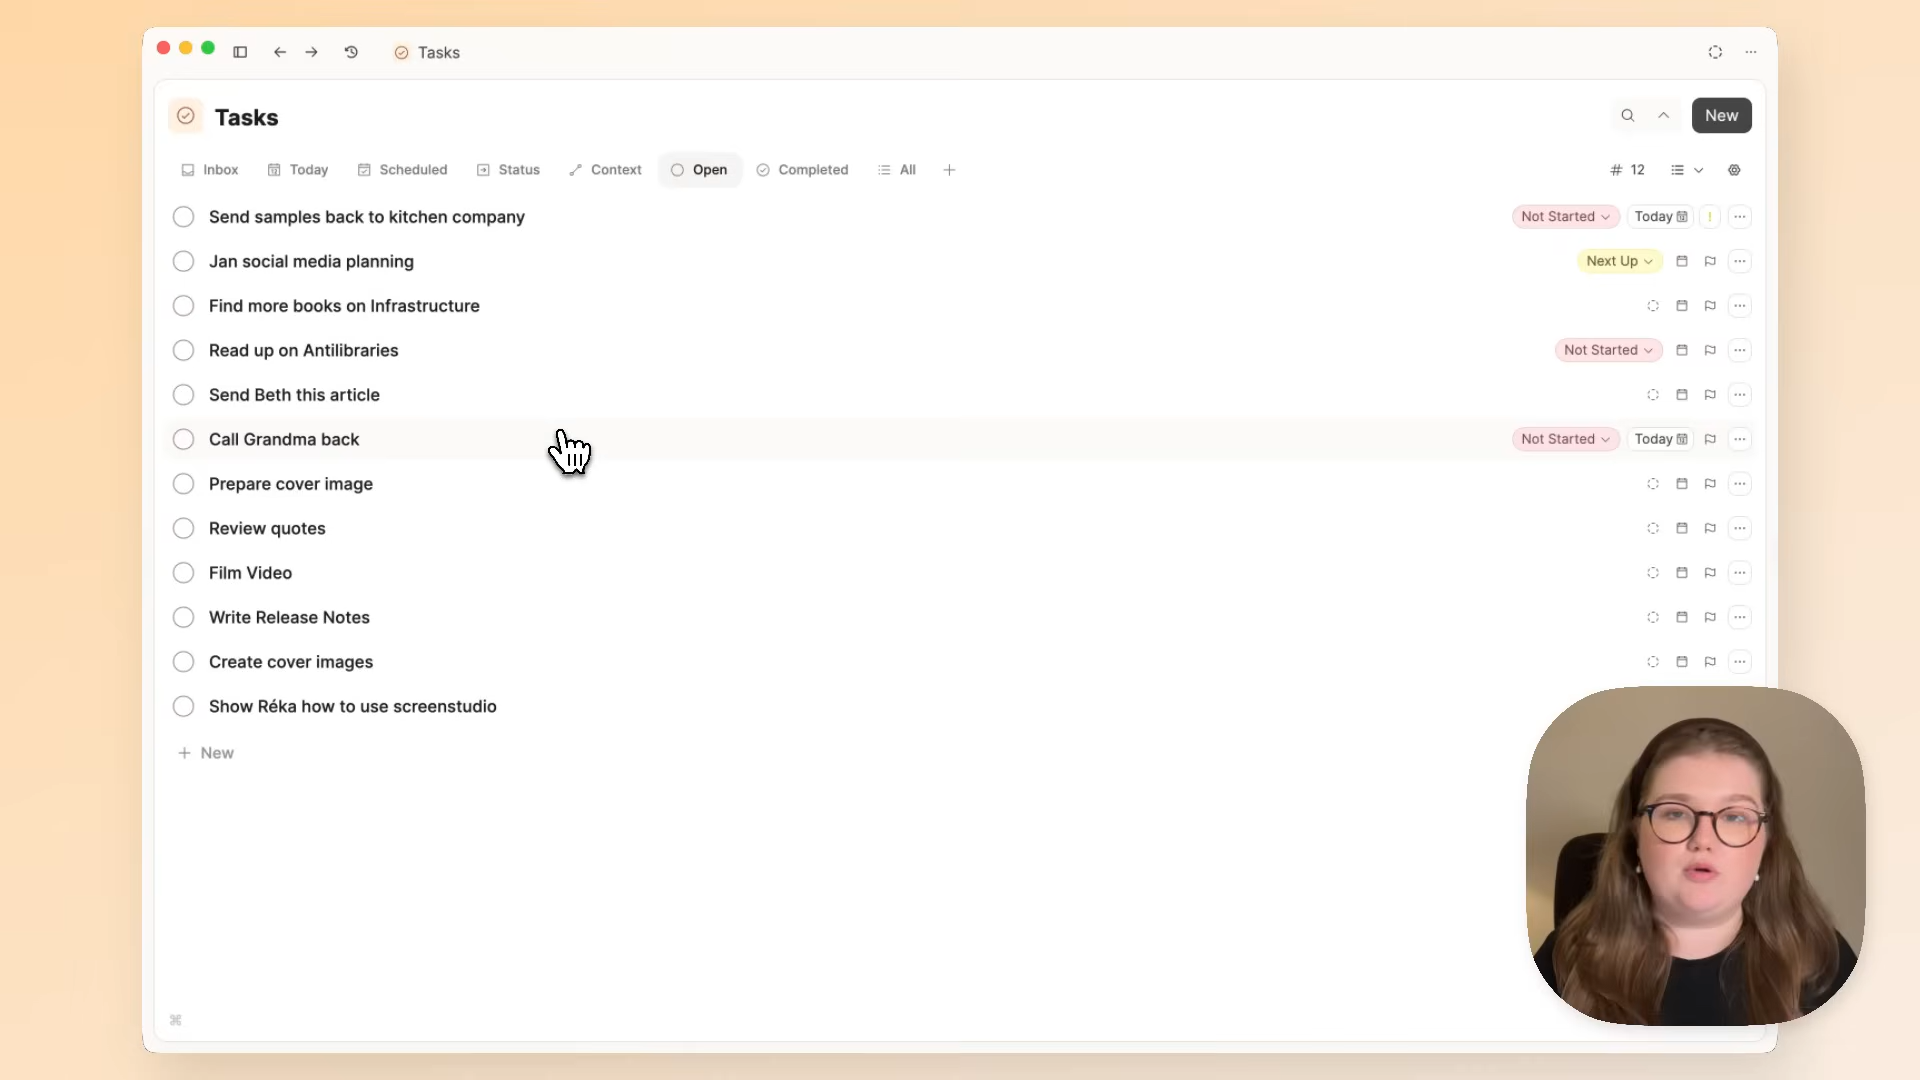 Tasks
Tasks
New
Inbox Today Scheduled Status Context Open Completed All # 12
Send samples back to kitchen company Not Started Today !
Jan social media planning Next Up
Find more books on Infrastructure
Read up on Antilibraries Not Started
Send Beth this article
Call Grandma back Not Started Today
Prepare cover image
Review quotes
Film Video
Write Release Notes
Create cover images
Show Réka how to use screenstudio
+ New